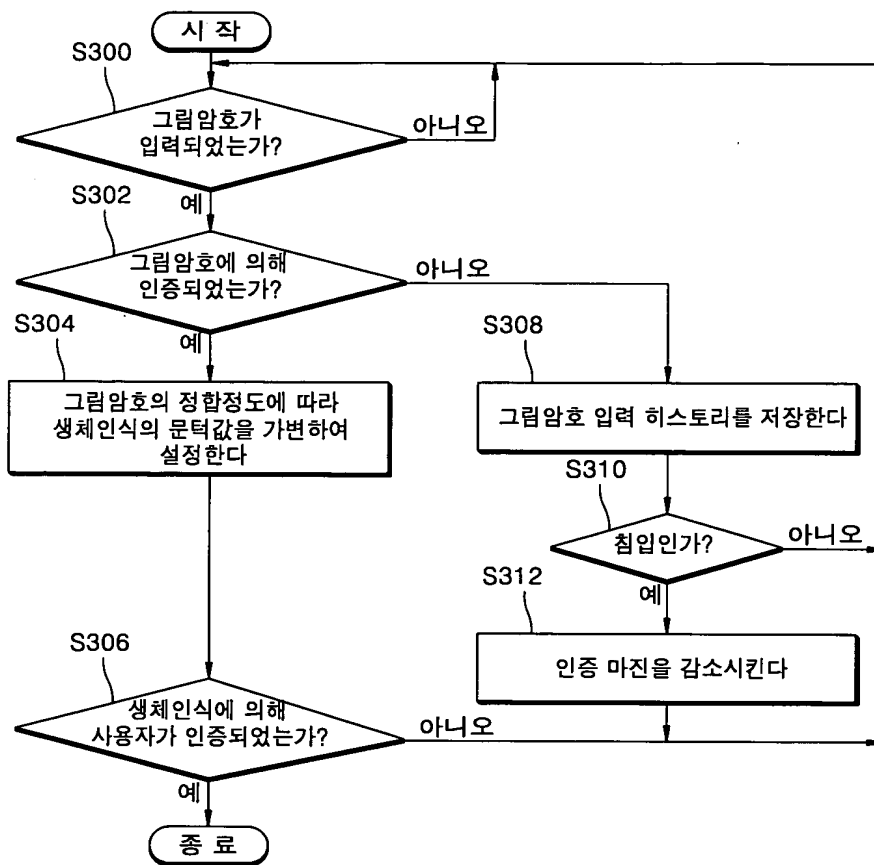 시 작
S300
그림암호가
입력되었는가?
아니오
예
S302
그림암호에 의해
인증되었는가?
아니오
예
S304
그림암호의 정합정도에 따라
생체인식의 문턱값을 가변하여
설정한다
S308
그림암호 입력 히스토리를 저장한다
S310
침입인가?
아니오
예
S312
인증 마진을 감소시킨다
S306
생체인식에 의해
사용자가 인증되었는가?
아니오
예
종 료